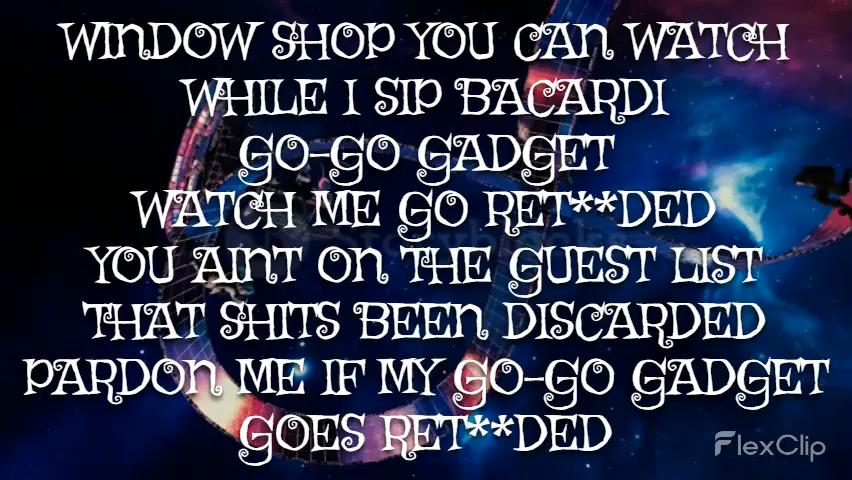 WINDOW SHOP YOU CAN WATCH
WHILE I SIP BACARDI
GO-GO GADGET
WATCH ME GO RET**DED
YOU AINT ON THE GUEST LIST
THAT SHITS BEEN DISCARDED
PARDON ME IF MY GO-GO GADGET
GOES RET**DED
FlexClip